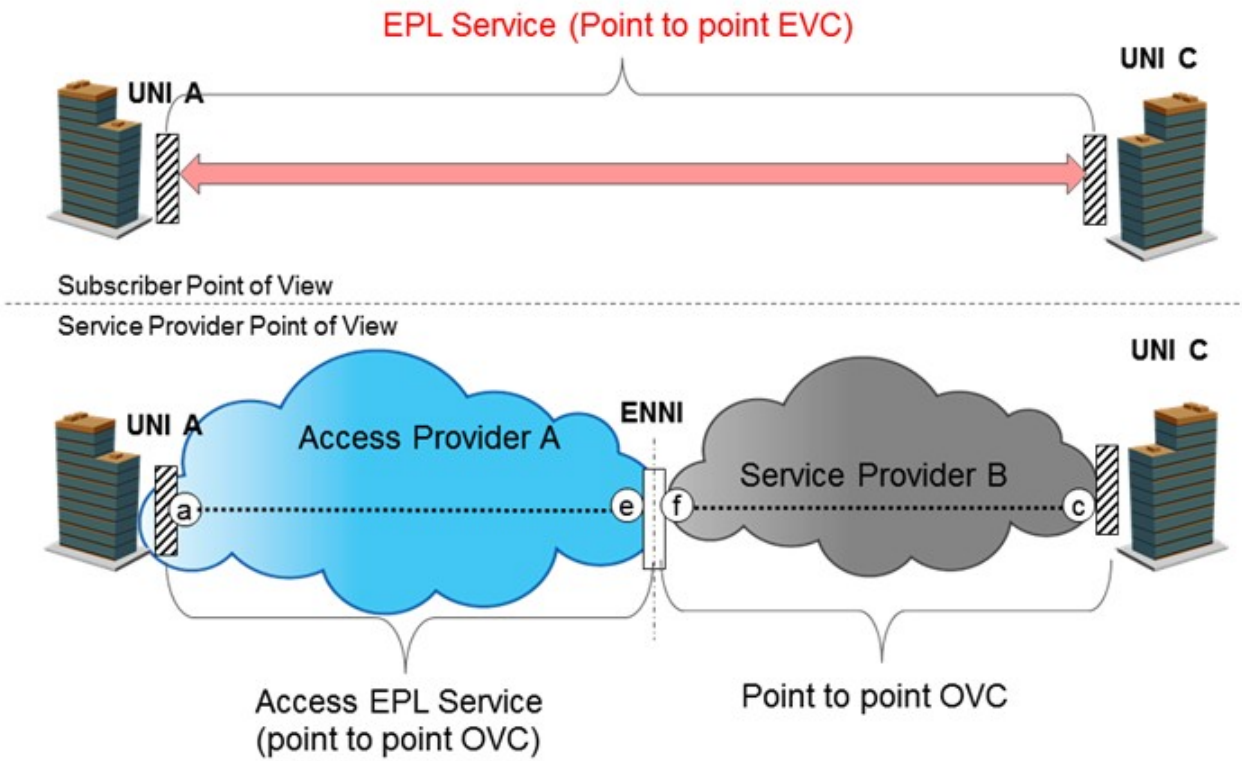 EPL Service (Point to point EVC)
UNI C
UNI A
Subscriber Point of View
Service Provider Point of View
UNI C
UNI A
ENNI
Access Provider A
Service Provider B
a
e
f
c
Access EPL Service
(point to point OVC)
Point to point OVC